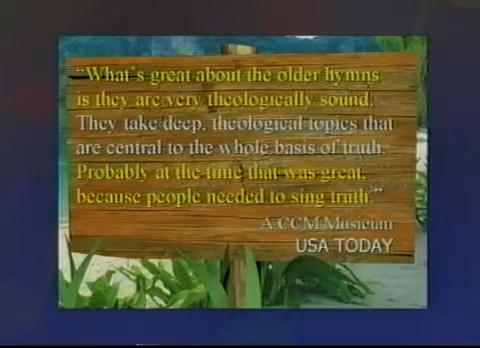 "What's great about the older hymns
is they are very theologically sound.
They take deep, theological topics that
are central to the whole basis of truth.
Probably at the time that was great,
because people needed to sing truth."
A CCM Musician
USA TODAY